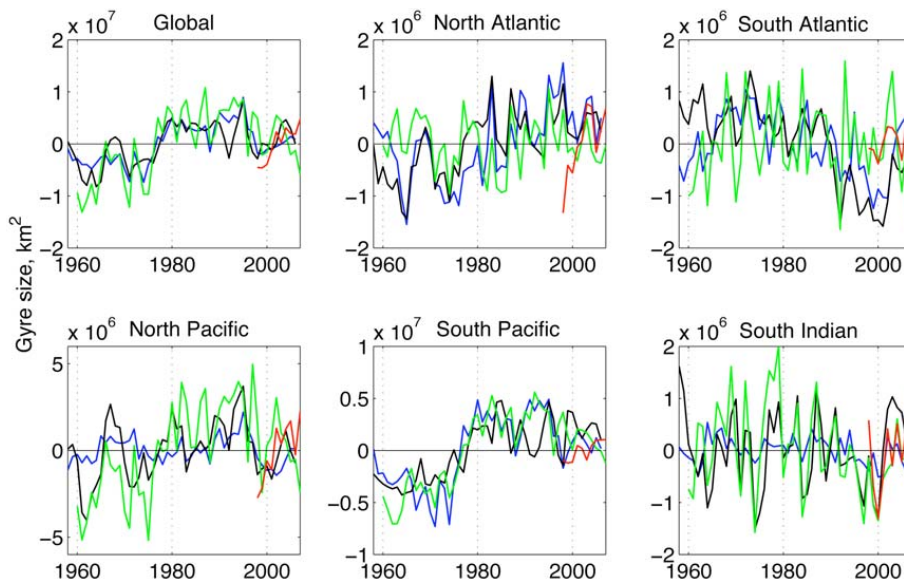 Global
North Atlantic
South Atlantic
x 10^7
x 10^6
x 10^6
2
1
0
−1
−2
1960 1980 2000
2
1
0
−1
−2
1960 1980 2000
2
1
0
−1
−2
1960 1980 2000
Gyre size, km^2
North Pacific
South Pacific
South Indian
x 10^6
x 10^7
x 10^6
6
0
−5
1960 1980 2000
1
0.5
0
−0.5
−1
1960 1980 2000
2
1
0
−1
−2
1960 1980 2000